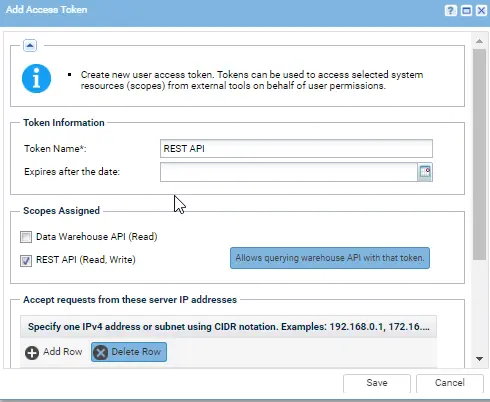 Add Access Token
Create new user access token. Tokens can be used to access selected system
resources (scopes) from external tools on behalf of user permissions.
Token Information
Token Name*:
REST API
Expires after the date:
Scopes Assigned
Data Warehouse API (Read)
REST API (Read, Write)
Allows querying warehouse API with that token.
Accept requests from these server IP addresses
Specify one IPv4 address or subnet using CIDR notation. Examples: 192.168.0.1, 172.16....
Add Row
Delete Row
Save
Cancel